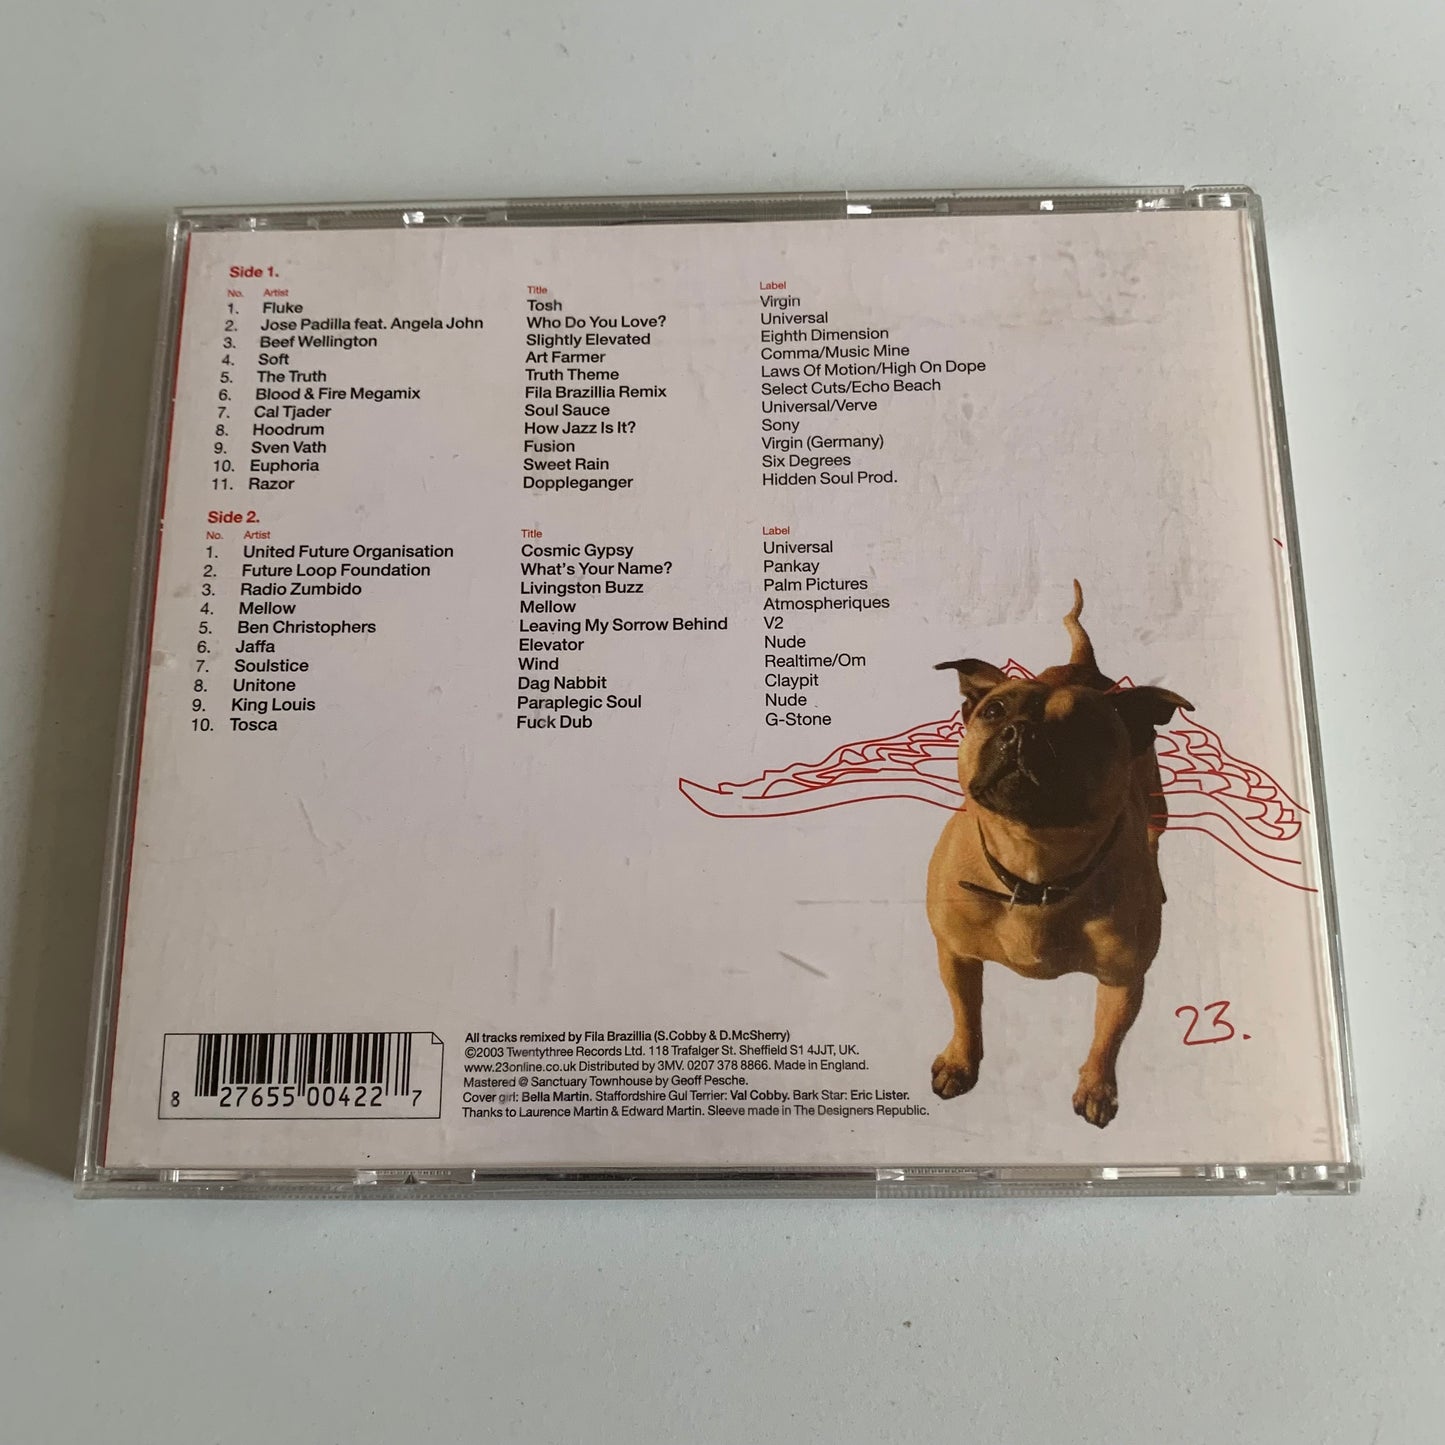 Side 1.
No. Artist Title Label
1. Fluke Tosh Virgin
2. Jose Padilla feat. Angela John Who Do You Love? Universal
3. Beef Wellington Slightly Elevated Eighth Dimension
4. Soft Art Farmer Comma/Music Mine
5. The Truth Truth Theme Laws Of Motion/High On Dope
6. Blood & Fire Megamix Fila Brazillia Remix Select Cuts/Echo Beach
7. Cal Tjader Soul Sauce Universal/Verve
8. Hoodrum How Jazz Is It? Sony
9. Sven Vath Fusion Virgin (Germany)
10. Euphoria Sweet Rain Six Degrees
11. Razor Doppleganger Hidden Soul Prod.
Side 2.
No. Artist Title Label
1. United Future Organisation Cosmic Gypsy Universal
2. Future Loop Foundation What's Your Name? Pankay
3. Radio Zumbido Livingston Buzz Palm Pictures
4. Mellow Mellow Atmospheriques
5. Ben Christophers Leaving My Sorrow Behind V2
6. Jaffa Elevator Nude
7. Soulstice Wind Realtime/Om
8. Unitone Dag Nabbit Claypit
9. King Louis Paraplegic Soul Nude
10. Tosca Fuck Dub G-Stone
23.
All tracks remixed by Fila Brazillia (S.Cobby & D.McSherry)
©2003 Twentythree Records Ltd. 118 Trafalger St. Sheffield S1 4JJT, UK.
www.23online.co.uk Distributed by 3MV. 0207 378 8866. Made in England.
Mastered @ Sanctuary Townhouse by Geoff Pesche.
Cover girl: Bella Martin. Staffordshire Gul Terrier: Val Cobby. Bark Star: Eric Lister.
Thanks to Laurence Martin & Edward Martin. Sleeve made in The Designers Republic.
8 27655 00422 7